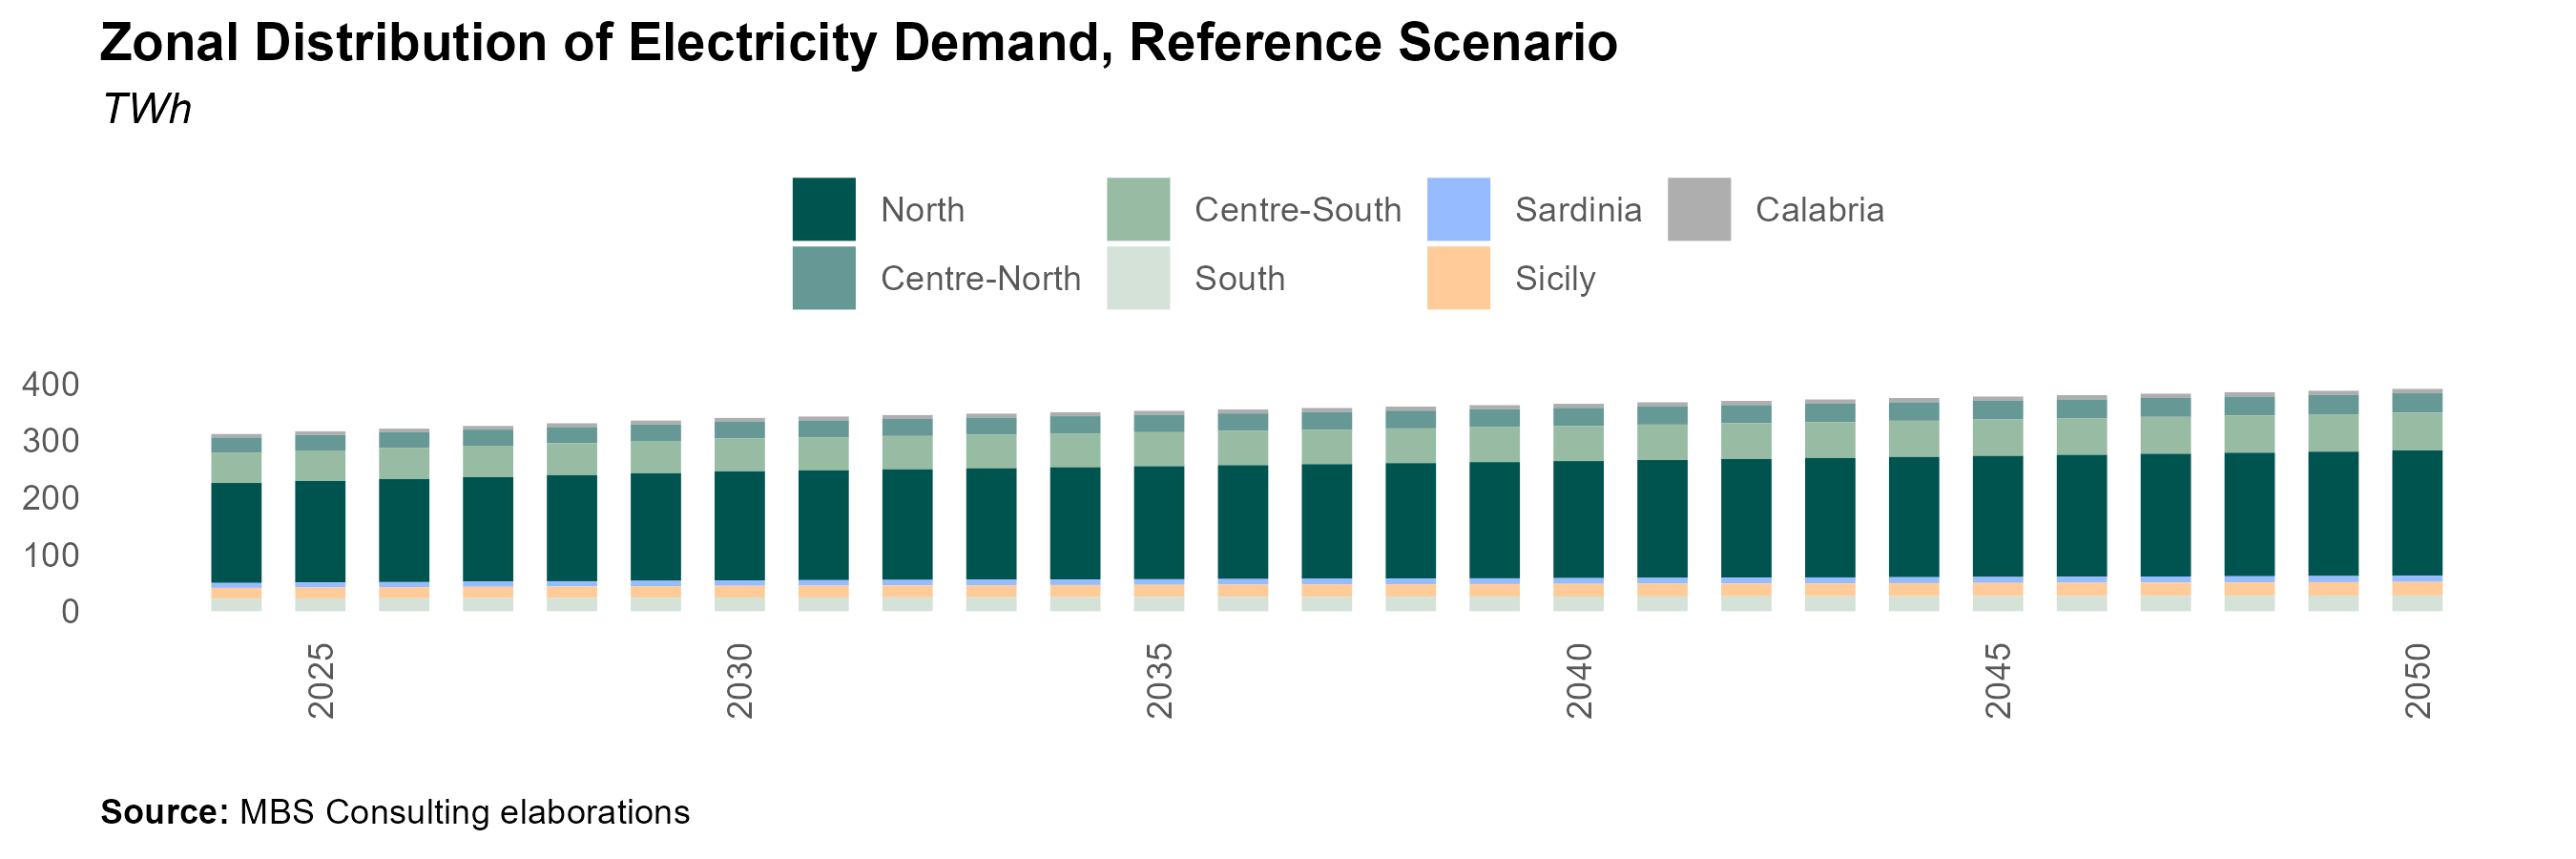 Zonal Distribution of Electricity Demand, Reference Scenario
TWh
North
Centre-South
Sardinia
Calabria
Centre-North
South
Sicily
400
300
200
100
0
2025
2030
2035
2040
2045
2050
Source: MBS Consulting elaborations